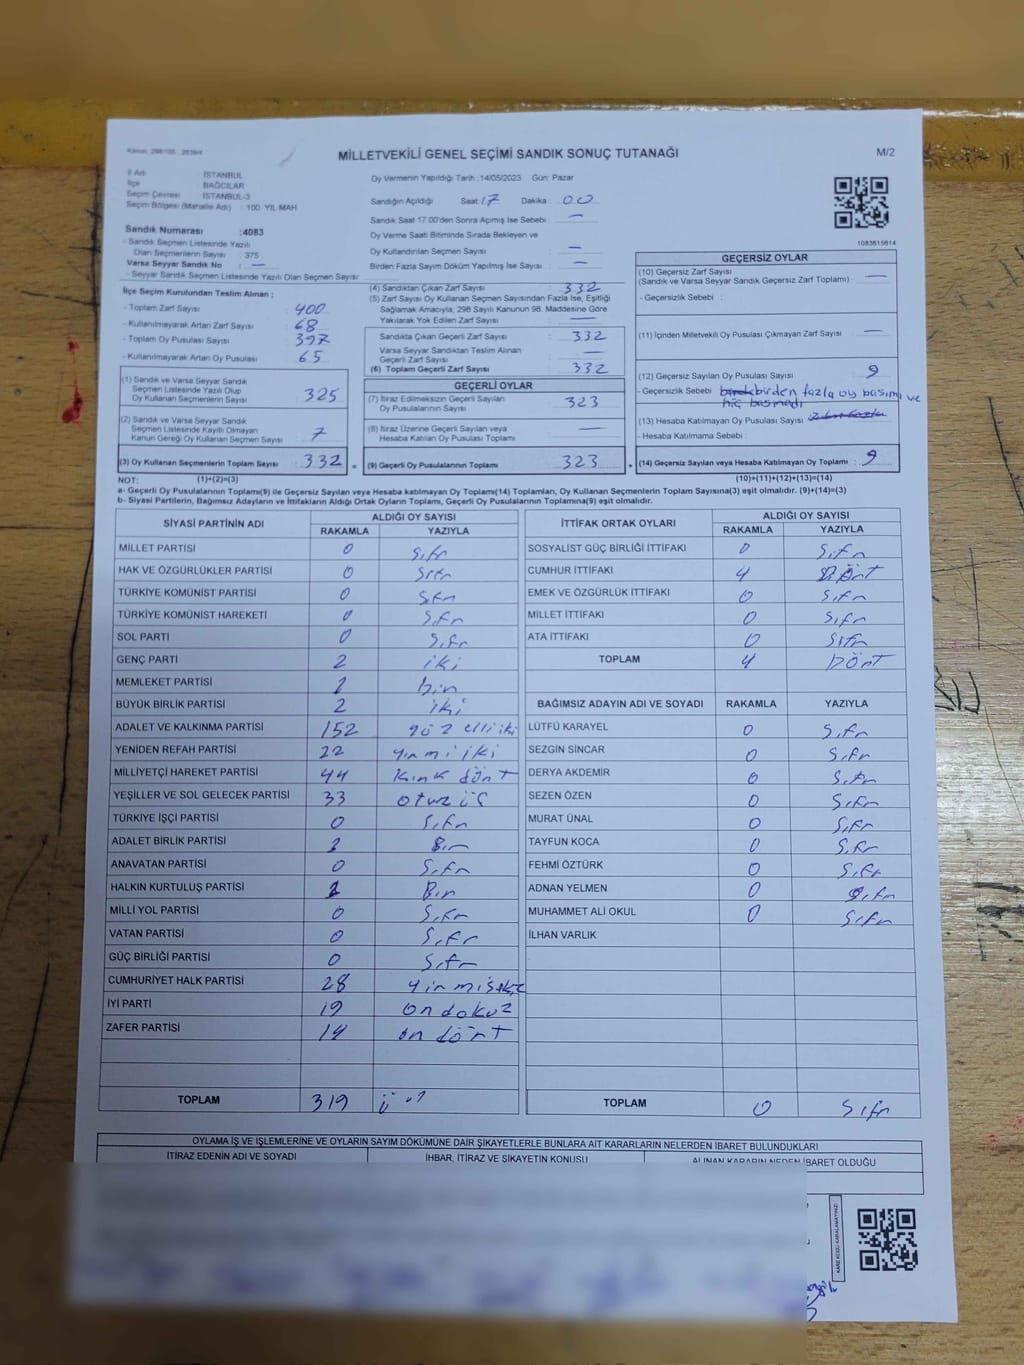 Kanun: 298/105 , 2839/4
MİLLETVEKİLİ GENEL SEÇİMİ SANDIK SONUÇ TUTANAĞI
M/2
İl Adı İSTANBUL
İlçe BAĞCILAR
Seçim Çevresi İSTANBUL-3
Seçim Bölgesi (Mahalle Adı) : 100. YIL MAH
Oy Vermenin Yapıldığı Tarih :14/05/2023 Gün: Pazar
Sandığın Açıldığı Saat: 17 Dakika : 00
Sandık Saat 17:00'den Sonra Açımış İse Sebebi : —
Oy Verme Saati Bitiminde Sırada Bekleyen ve
Oy Kullandırılan Seçmen Sayısı : —
Birden Fazla Sayım Döküm Yapılmış İse Sayısı : —
Sandık Numarası :4083
- Sandık Seçmen Listesinde Yazılı
Olan Seçmenlerin Sayısı : 375
Varsa Seyyar Sandık No : —
- Seyyar Sandık Seçmen Listesinde Yazılı Olan Seçmen Sayısı:
1083815614
İlçe Seçim Kurulundan Teslim Alınan ;
- Toplam Zarf Sayısı : 400
- Kullanılmayarak Artan Zarf Sayısı : 68
- Toplam Oy Pusulası Sayısı : 397
- Kullanılmayarak Artan Oy Pusulası : 65
(1) Sandık ve Varsa Seyyar Sandık
Seçmen Listesinde Yazılı Olup
Oy Kullanan Seçmenlerin Sayısı : 325
(2) Sandık ve Varsa Seyyar Sandık
Seçmen Listesinde Kayıtlı Olmayan
Kanun Gereği Oy Kullanan Seçmen Sayısı : 7
(3) Oy Kullanan Seçmenlerin Toplam Sayısı : 332
(4) Sandıktan Çıkan Zarf Sayısı : 332
(5) Zarf Sayısı Oy Kullanan Seçmen Sayısından Fazla İse, Eşitliği
Sağlamak Amacıyla, 298 Sayılı Kanunun 98. Maddesine Göre
Yakılarak Yok Edilen Zarf Sayısı : —
Sandıkta Çıkan Geçerli Zarf Sayısı : 332
Varsa Seyyar Sandıktan Teslim Alınan
Geçerli Zarf Sayısı : —
(6) Toplam Geçerli Zarf Sayısı : 332
GEÇERLİ OYLAR
(7) İtiraz Edilmeksizin Geçerli Sayılan
Oy Pusulalarının Sayısı : 323
(8) İtiraz Üzerine Geçerli Sayılan veya
Hesaba Katılan Oy Pusulası Toplamı : —
= (9) Geçerli Oy Pusulalarının Toplamı : 323
GEÇERSİZ OYLAR
(10) Geçersiz Zarf Sayısı
(Sandık ve Varsa Seyyar Sandık Geçersiz Zarf Toplamı) : —
- Geçersizlik Sebebi :
(11) İçinden Milletvekili Oy Pusulası Çıkmayan Zarf Sayısı : —
(12) Geçersiz Sayılan Oy Pusulası Sayısı : 9
- Geçersizlik Sebebi : birden fazla oy basımı ve
hiç basmadı
(13) Hesaba Katılmayan Oy Pusulası Sayısı :
- Hesaba Katılmama Sebebi :
+ (14) Geçersiz Sayılan veya Hesaba Katılmayan Oy Toplamı : 9
NOT: (1)+(2)=(3) (10)+(11)+(12)+(13)=(14)
a- Geçerli Oy Pusulalarının Toplamı(9) ile Geçersiz Sayılan veya Hesaba katılmayan Oy Toplamı(14) Toplamları, Oy Kullanan Seçmenlerin Toplam Sayısına(3) eşit olmalıdır. (9)+(14)=(3)
b- Siyasi Partilerin, Bağımsız Adayların ve İttifakların Aldığı Ortak Oyların Toplamı, Geçerli Oy Pusulalarının Toplamına(9) eşit olmalıdır.
SİYASİ PARTİNİN ADI ALDIĞI OY SAYISI
RAKAMLA YAZIYLA
MİLLET PARTİSİ 0 Sıfır
HAK VE ÖZGÜRLÜKLER PARTİSİ 0 Sıfır
TÜRKİYE KOMÜNİST PARTİSİ 0 Sıfır
TÜRKİYE KOMÜNİST HAREKETİ 0 Sıfır
SOL PARTİ 0 Sıfır
GENÇ PARTİ 2 iki
MEMLEKET PARTİSİ 1 bir
BÜYÜK BİRLİK PARTİSİ 2 iki
ADALET VE KALKINMA PARTİSİ 152 yüz elli iki
YENİDEN REFAH PARTİSİ 22 yirmi iki
MİLLİYETÇİ HAREKET PARTİSİ 44 kırk dört
YEŞİLLER VE SOL GELECEK PARTİSİ 33 otuz üç
TÜRKİYE İŞÇİ PARTİSİ 0 Sıfır
ADALET BİRLİK PARTİSİ 1 Bir
ANAVATAN PARTİSİ 0 Sıfır
HALKIN KURTULUŞ PARTİSİ 1 Bir
MİLLİ YOL PARTİSİ 0 Sıfır
VATAN PARTİSİ 0 Sıfır
GÜÇ BİRLİĞİ PARTİSİ 0 Sıfır
CUMHURİYET HALK PARTİSİ 28 yirmi sekiz
İYİ PARTİ 19 on dokuz
ZAFER PARTİSİ 14 on dört
TOPLAM 319
İTTİFAK ORTAK OYLARI ALDIĞI OY SAYISI
RAKAMLA YAZIYLA
SOSYALİST GÜÇ BİRLİĞİ İTTİFAKI 0 Sıfır
CUMHUR İTTİFAKI 4 Dört
EMEK VE ÖZGÜRLÜK İTTİFAKI 0 Sıfır
MİLLET İTTİFAKI 0 Sıfır
ATA İTTİFAKI 0 Sıfır
TOPLAM 4 Dört
BAĞIMSIZ ADAYIN ADI VE SOYADI RAKAMLA YAZIYLA
LÜTFÜ KARAYEL 0 Sıfır
SEZGİN SİNCAR 0 Sıfır
DERYA AKDEMİR 0 Sıfır
SEZEN ÖZEN 0 Sıfır
MURAT ÜNAL 0 Sıfır
TAYFUN KOCA 0 Sıfır
FEHMİ ÖZTÜRK 0 Sıfır
ADNAN YELMEN 0 Sıfır
MUHAMMET ALİ OKUL 0 Sıfır
İLHAN VARLIK
TOPLAM 0 Sıfır
OYLAMA İŞ VE İŞLEMLERİNE VE OYLARIN SAYIM DÖKÜMÜNE DAİR ŞİKAYETLERLE BUNLARA AİT KARARLARIN NELERDEN İBARET BULUNDUKLARI
İTİRAZ EDENİN ADI VE SOYADI İHBAR, İTİRAZ VE ŞİKAYETİN KONUSU ALINAN KARARIN NEDEN İBARET OLDUĞU
KARE KODU KARALAMAYINIZ!